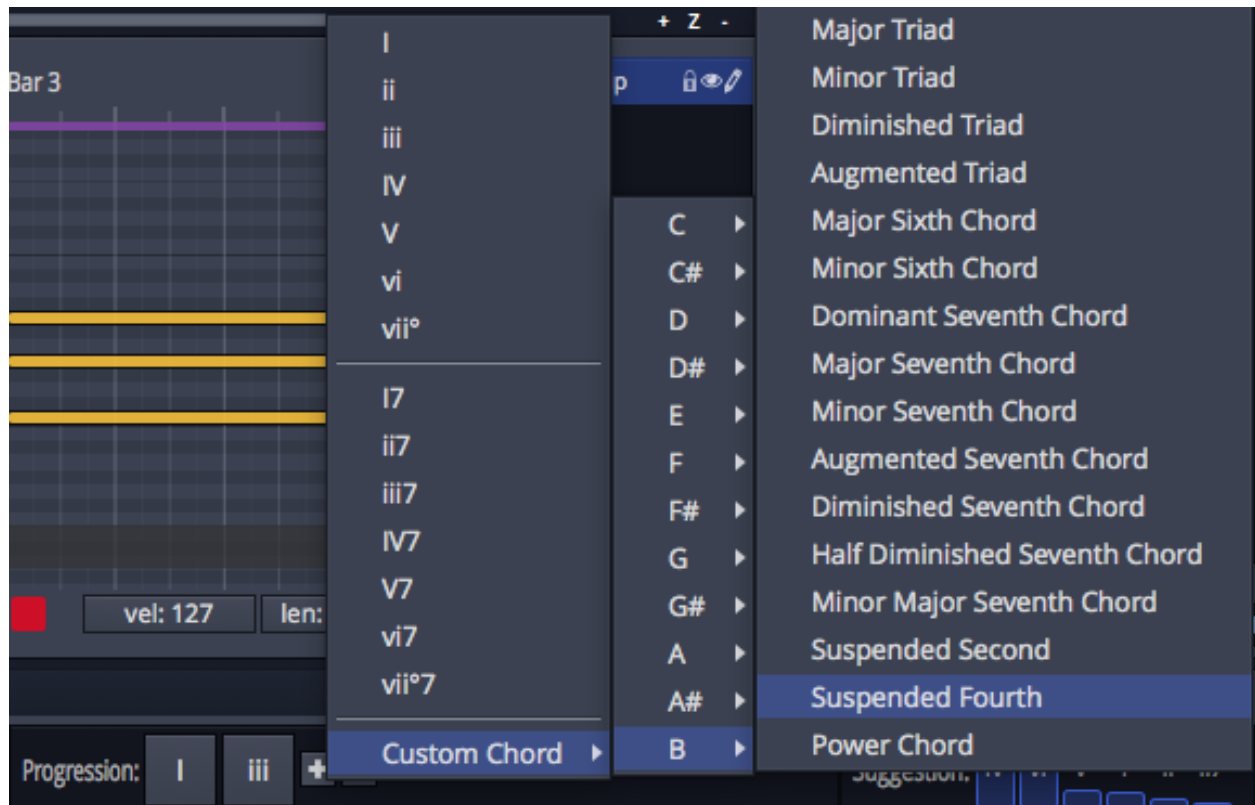 + Z -
Bar 3
p
I
ii
iii
IV
V
vi
vii°
I7
ii7
iii7
IV7
V7
vi7
vii°7
Custom Chord
C
C#
D
D#
E
F
F#
G
G#
A
A#
B
Major Triad
Minor Triad
Diminished Triad
Augmented Triad
Major Sixth Chord
Minor Sixth Chord
Dominant Seventh Chord
Major Seventh Chord
Minor Seventh Chord
Augmented Seventh Chord
Diminished Seventh Chord
Half Diminished Seventh Chord
Minor Major Seventh Chord
Suspended Second
Suspended Fourth
Power Chord
vel: 127
len:
Progression: I iii +
Suggestion: